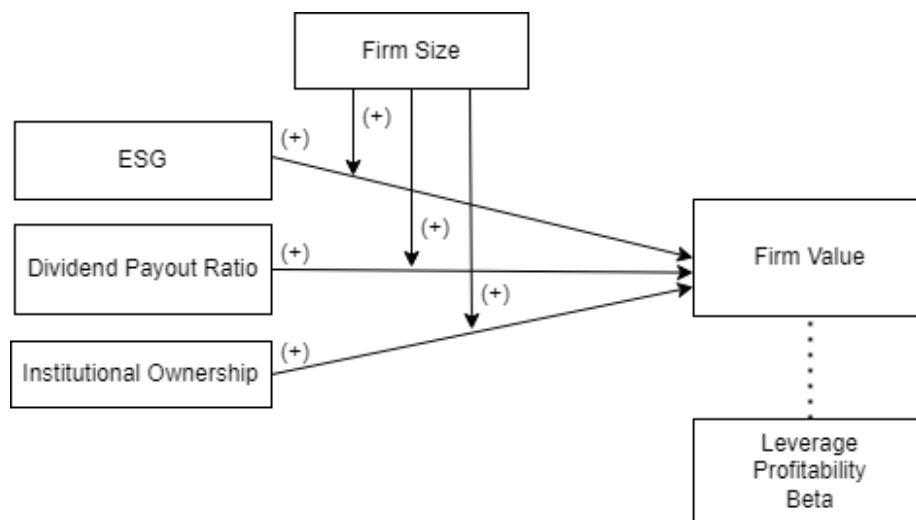 Firm Size
(+)
(+)
ESG
(+)
Dividend Payout Ratio
(+)
Firm Value
(+)
(+)
Institutional Ownership
Leverage
Profitability
Beta